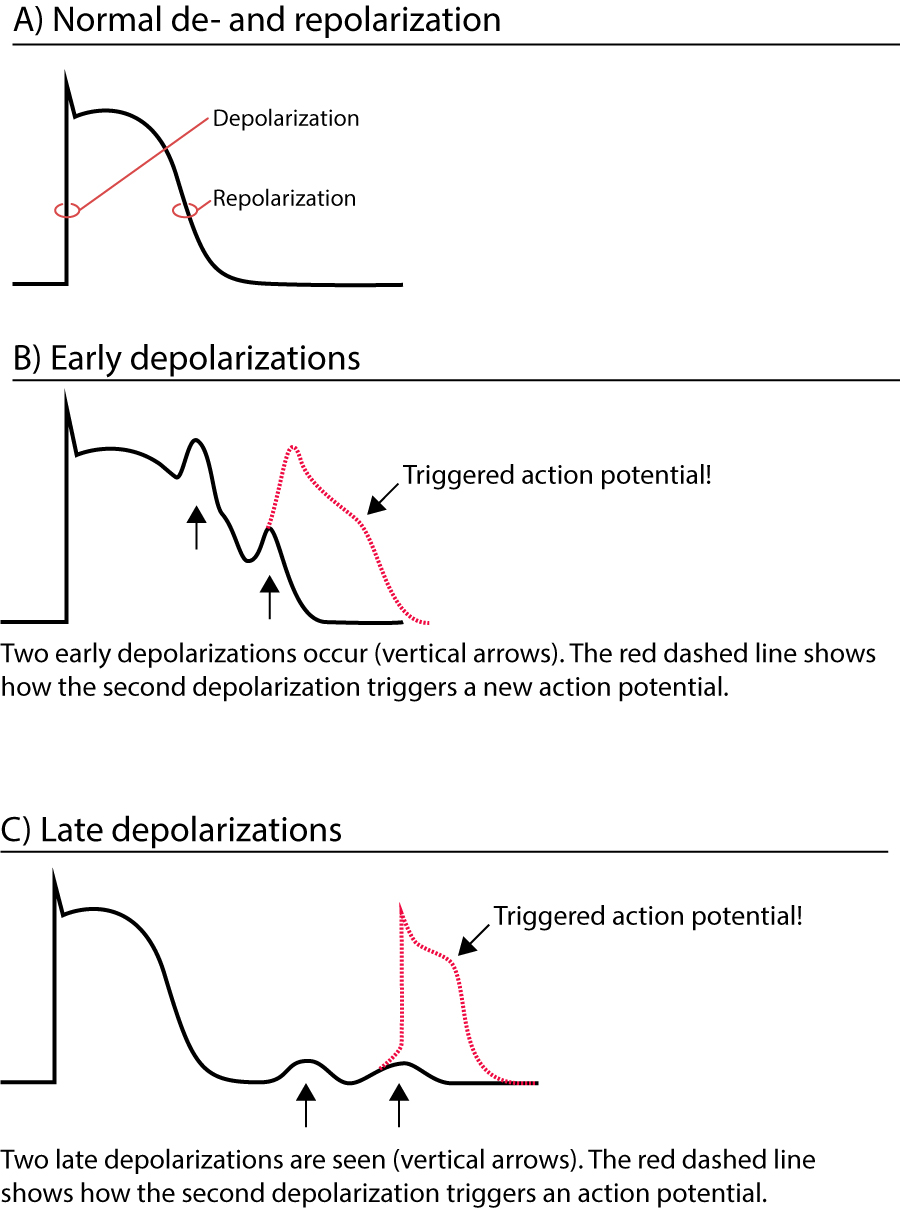 A) Normal de- and repolarization
Depolarization
Repolarization
B) Early depolarizations
Triggered action potential!
Two early depolarizations occur (vertical arrows). The red dashed line shows
how the second depolarization triggers a new action potential.
C) Late depolarizations
Triggered action potential!
Two late depolarizations are seen (vertical arrows). The red dashed line
shows how the second depolarization triggers an action potential.